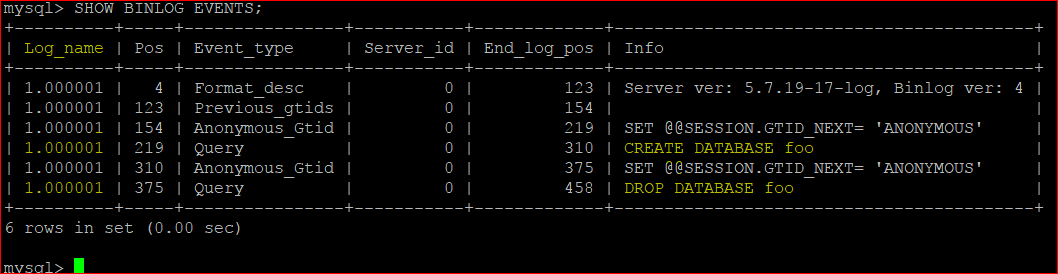 mysql> SHOW BINLOG EVENTS;
+----------+-----+----------------+-----------+-------------+------------------------------------------+
| Log_name | Pos | Event_type | Server_id | End_log_pos | Info |
+----------+-----+----------------+-----------+-------------+------------------------------------------+
| 1.000001 | 4 | Format_desc | 0 | 123 | Server ver: 5.7.19-17-log, Binlog ver: 4 |
| 1.000001 | 123 | Previous_gtids | 0 | 154 | |
| 1.000001 | 154 | Anonymous_Gtid | 0 | 219 | SET @@SESSION.GTID_NEXT= 'ANONYMOUS' |
| 1.000001 | 219 | Query | 0 | 310 | CREATE DATABASE foo |
| 1.000001 | 310 | Anonymous_Gtid | 0 | 375 | SET @@SESSION.GTID_NEXT= 'ANONYMOUS' |
| 1.000001 | 375 | Query | 0 | 458 | DROP DATABASE foo |
+----------+-----+----------------+-----------+-------------+------------------------------------------+
6 rows in set (0.00 sec)
mysql>